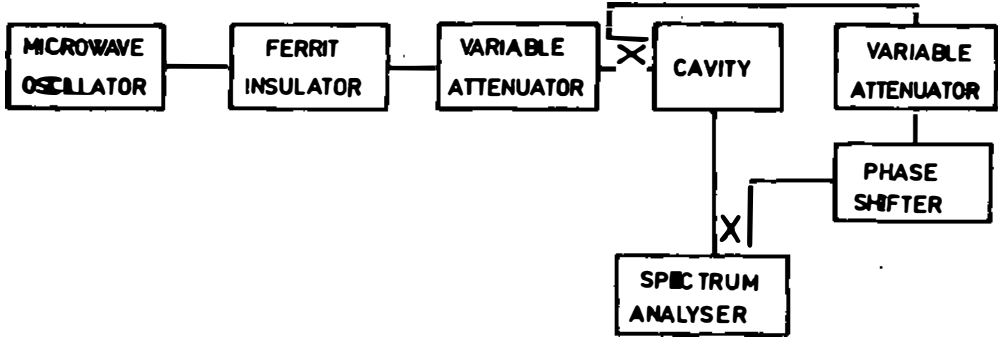 MICROWAVE
OSCILLATOR
FERRIT
INSULATOR
VARIABLE
ATTENUATOR
X
CAVITY
VARIABLE
ATTENUATOR
PHASE
SHIFTER
X
SPECTRUM
ANALYSER